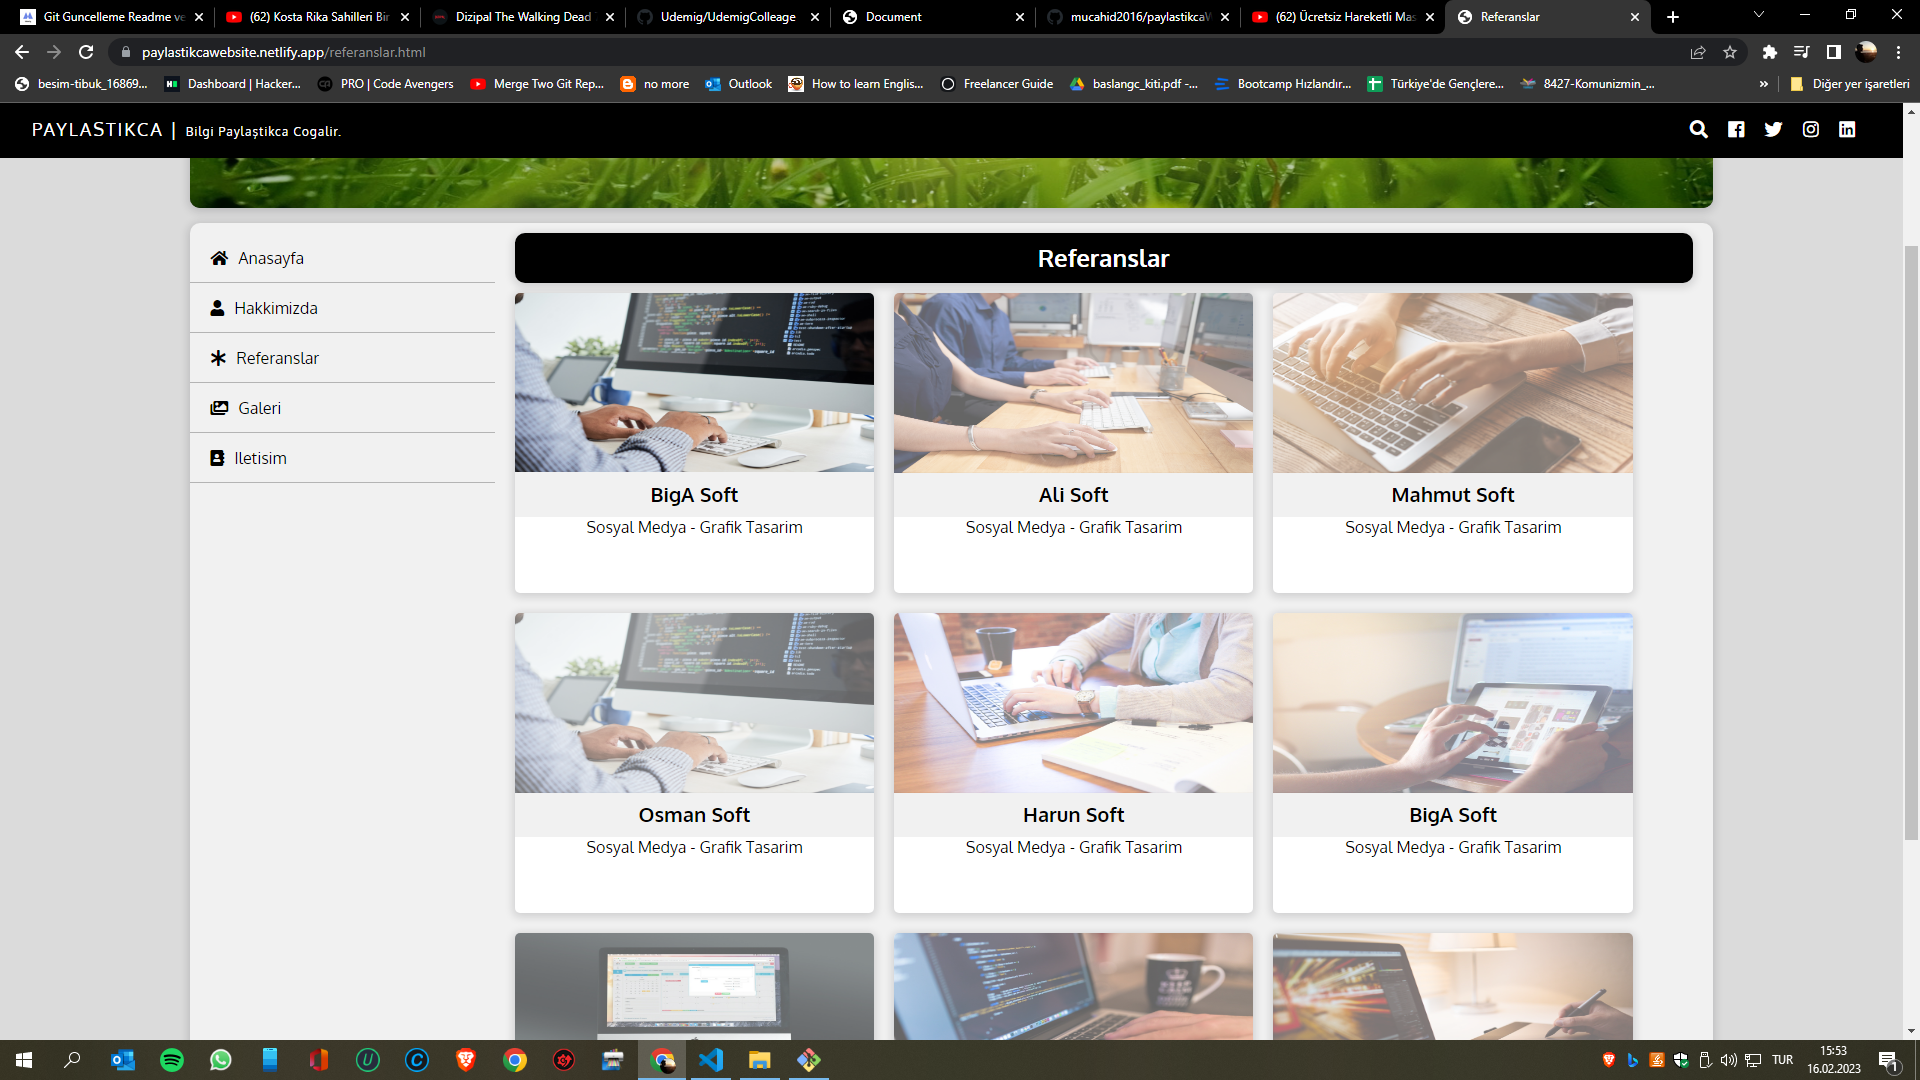 Git Guncelleme Readme ve
(62) Kosta Rika Sahilleri Bir
Dizipal The Walking Dead
Udemig/UdemigColleage
Document
mucahid2016/paylastikcaW
(62) Ücretsiz Hareketli Mas
Referanslar
paylastikcawebsite.netlify.app/referanslar.html
besim-tibuk_16869...
Dashboard | Hacker...
PRO | Code Avengers
Merge Two Git Rep...
no more
Outlook
How to learn Englis...
Freelancer Guide
baslangc_kiti.pdf -...
Bootcamp Hızlandır...
Türkiye'de Gençlere...
8427-Komunizmin_...
»
Diğer yer işaretleri
PAYLASTIKCA | Bilgi Paylaştikca Cogalir.
Anasayfa
Hakkimizda
Referanslar
Galeri
Iletisim
Referanslar
BigA Soft
Sosyal Medya - Grafik Tasarim
Ali Soft
Sosyal Medya - Grafik Tasarim
Mahmut Soft
Sosyal Medya - Grafik Tasarim
Osman Soft
Sosyal Medya - Grafik Tasarim
Harun Soft
Sosyal Medya - Grafik Tasarim
BigA Soft
Sosyal Medya - Grafik Tasarim
TUR
15:53
16.02.2023
1